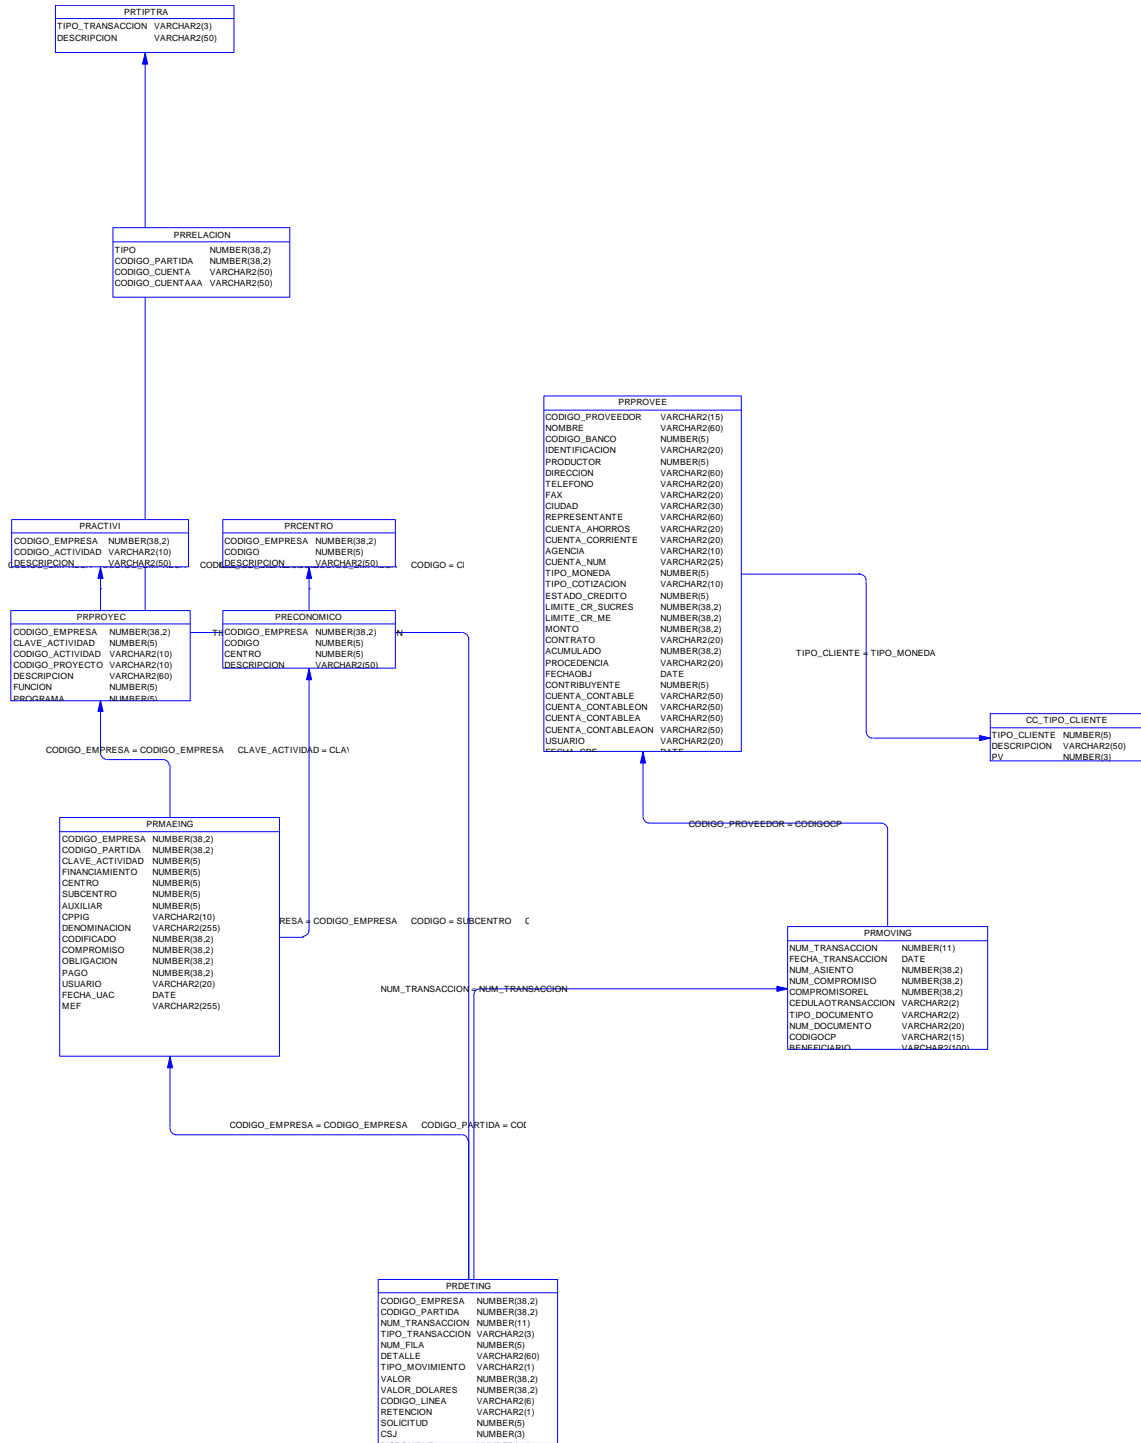 PRTIPTRA
TIPO_TRANSACCION VARCHAR2(3)
DESCRIPCION VARCHAR2(50)
PRRELACION
TIPO NUMBER(38,2)
CODIGO_PARTIDA NUMBER(38,2)
CODIGO_CUENTA VARCHAR2(50)
CODIGO_CUENTAAA VARCHAR2(50)
PRPROVEE
CODIGO_PROVEEDOR VARCHAR2(15)
NOMBRE VARCHAR2(60)
CODIGO_BANCO NUMBER(5)
IDENTIFICACION VARCHAR2(20)
PRODUCTOR NUMBER(5)
DIRECCION VARCHAR2(60)
TELEFONO VARCHAR2(20)
FAX VARCHAR2(20)
CIUDAD VARCHAR2(30)
REPRESENTANTE VARCHAR2(60)
CUENTA_AHORROS VARCHAR2(20)
CUENTA_CORRIENTE VARCHAR2(20)
AGENCIA VARCHAR2(10)
CUENTA_NUM VARCHAR2(25)
TIPO_MONEDA NUMBER(5)
TIPO_COTIZACION VARCHAR2(10)
ESTADO_CREDITO NUMBER(5)
LIMITE_CR_SUCRES NUMBER(38,2)
LIMITE_CR_ME NUMBER(38,2)
MONTO NUMBER(38,2)
CONTRATO VARCHAR2(20)
ACUMULADO NUMBER(38,2)
PROCEDENCIA VARCHAR2(20)
FECHAOBJ DATE
CONTRIBUYENTE NUMBER(5)
CUENTA_CONTABLE VARCHAR2(50)
CUENTA_CONTABLEON VARCHAR2(50)
CUENTA_CONTABLEA VARCHAR2(50)
CUENTA_CONTABLEAON VARCHAR2(50)
USUARIO VARCHAR2(20)
PRACTIVI
CODIGO_EMPRESA NUMBER(38,2)
CODIGO_ACTIVIDAD VARCHAR2(10)
DESCRIPCION VARCHAR2(50)
PRCENTRO
CODIGO_EMPRESA NUMBER(38,2)
CODIGO NUMBER(5)
DESCRIPCION VARCHAR2(50)
CODIGO =
PRPROYEC
CODIGO_EMPRESA NUMBER(38,2)
CLAVE_ACTIVIDAD NUMBER(5)
CODIGO_ACTIVIDAD VARCHAR2(10)
CODIGO_PROYECTO VARCHAR2(10)
DESCRIPCION VARCHAR2(60)
FUNCION NUMBER(5)
PROGRAMA NUMBER(5)
PRECONOMICO
CODIGO_EMPRESA NUMBER(38,2)
CODIGO NUMBER(5)
CENTRO NUMBER(5)
DESCRIPCION VARCHAR2(50)
TIPO_CLIENTE = TIPO_MONEDA
CC_TIPO_CLIENTE
TIPO_CLIENTE NUMBER(5)
DESCRIPCION VARCHAR2(50)
PV NUMBER(3)
CODIGO_EMPRESA = CODIGO_EMPRESA CLAVE_ACTIVIDAD =
PRMAEING
CODIGO_EMPRESA NUMBER(38,2)
CODIGO_PARTIDA NUMBER(38,2)
CLAVE_ACTIVIDAD NUMBER(5)
FINANCIAMIENTO NUMBER(5)
CENTRO NUMBER(5)
SUBCENTRO NUMBER(5)
AUXILIAR NUMBER(5)
CPPIG VARCHAR2(10)
DENOMINACION VARCHAR2(255)
CODIFICADO NUMBER(38,2)
COMPROMISO NUMBER(38,2)
OBLIGACION NUMBER(38,2)
PAGO NUMBER(38,2)
USUARIO VARCHAR2(20)
FECHA_UAC DATE
MEF VARCHAR2(255)
CODIGO_PROVEEDOR = CODIGOCP
RESA = CODIGO_EMPRESA CODIGO = SUBCENTRO
PRMOVING
NUM_TRANSACCION NUMBER(11)
FECHA_TRANSACCION DATE
NUM_ASIENTO NUMBER(38,2)
NUM_COMPROMISO NUMBER(38,2)
COMPROMISOREL NUMBER(38,2)
CEDULAOTRANSACCION VARCHAR2(2)
TIPO_DOCUMENTO VARCHAR2(2)
NUM_DOCUMENTO VARCHAR2(20)
CODIGOCP VARCHAR2(15)
BENEFICIARIO VARCHAR2(100)
NUM_TRANSACCION = NUM_TRANSACCION
CODIGO_EMPRESA = CODIGO_EMPRESA CODIGO_PARTIDA =
PRDETING
CODIGO_EMPRESA NUMBER(38,2)
CODIGO_PARTIDA NUMBER(38,2)
NUM_TRANSACCION NUMBER(11)
TIPO_TRANSACCION VARCHAR2(3)
NUM_FILA NUMBER(5)
DETALLE VARCHAR2(60)
TIPO_MOVIMIENTO VARCHAR2(1)
VALOR NUMBER(38,2)
VALOR_DOLARES NUMBER(38,2)
CODIGO_LINEA VARCHAR2(6)
RETENCION VARCHAR2(1)
SOLICITUD NUMBER(5)
CSJ NUMBER(3)